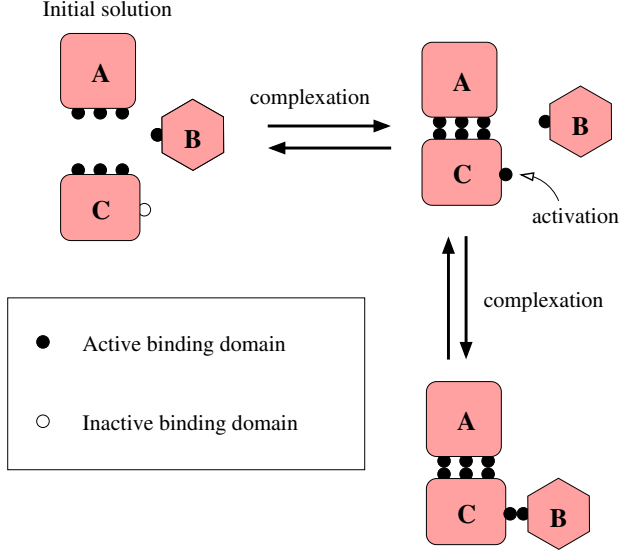 Initial solution
A
B
C
complexation
A
C
B
activation
complexation
Active binding domain
Inactive binding domain
A
C
B